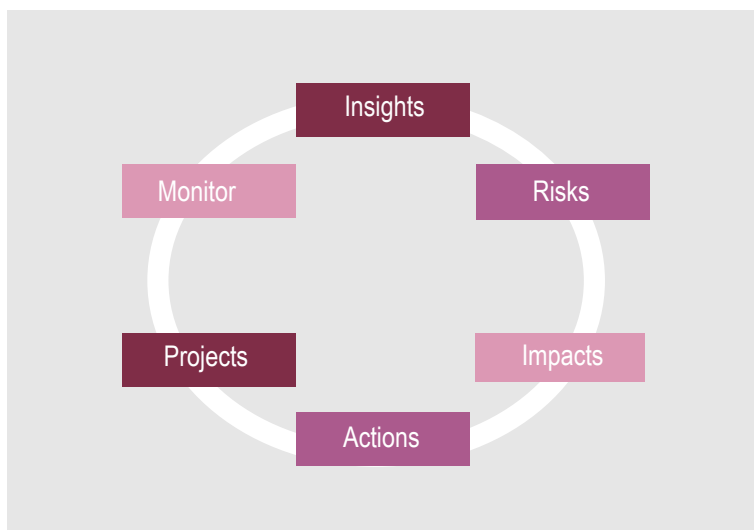 Insights
Monitor
Risks
Projects
Impacts
Actions